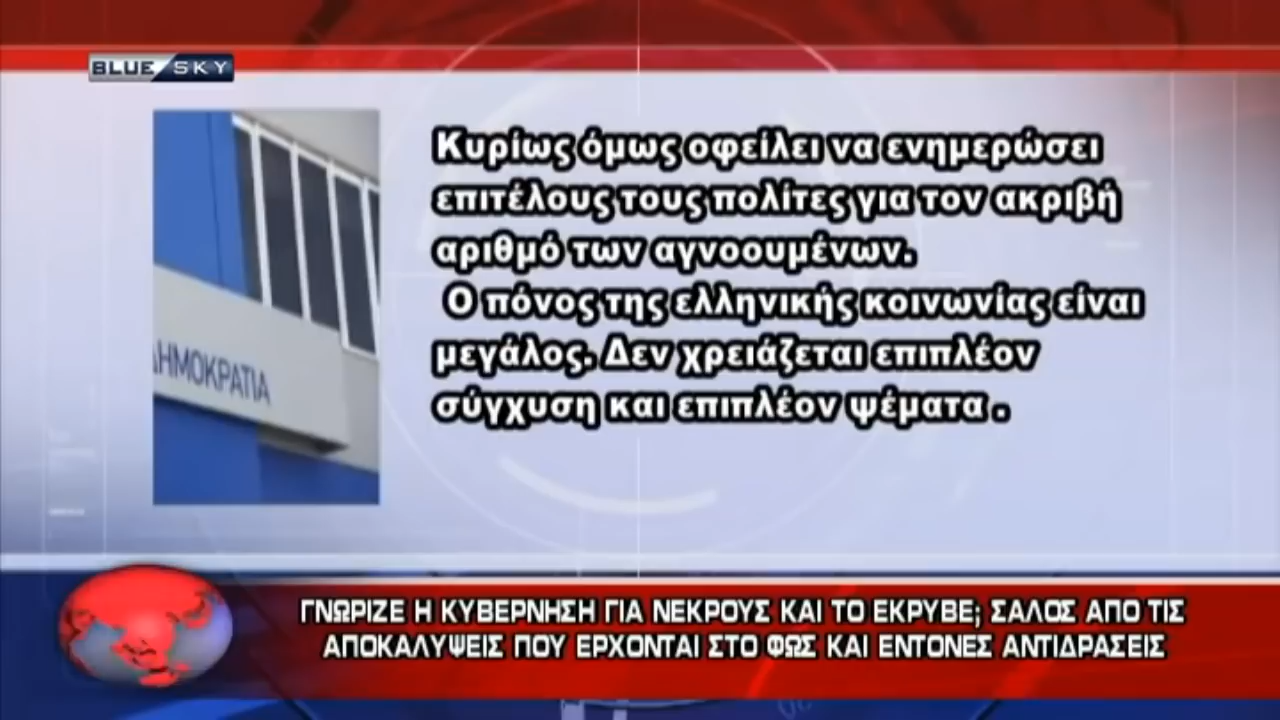 BLUE SKY
Κυρίως όμως οφείλει να ενημερώσει
επιτέλους τους πολίτες για τον ακριβή
αριθμό των αγνοουμένων.
Ο πόνος της ελληνικής κοινωνίας είναι
μεγάλος. Δεν χρειάζεται επιπλέον
σύγχυση και επιπλέον ψέματα .
ΔΗΜΟΚΡΑΤΙΑ
ΓΝΩΡΙΖΕ Η ΚΥΒΕΡΝΗΣΗ ΓΙΑ ΝΕΚΡΟΥΣ ΚΑΙ ΤΟ ΕΚΡΥΒΕ; ΣΑΛΟΣ ΑΠΟ ΤΙΣ
ΑΠΟΚΑΛΥΨΕΙΣ ΠΟΥ ΕΡΧΟΝΤΑΙ ΣΤΟ ΦΩΣ ΚΑΙ ΕΝΤΟΝΕΣ ΑΝΤΙΔΡΑΣΕΙΣ